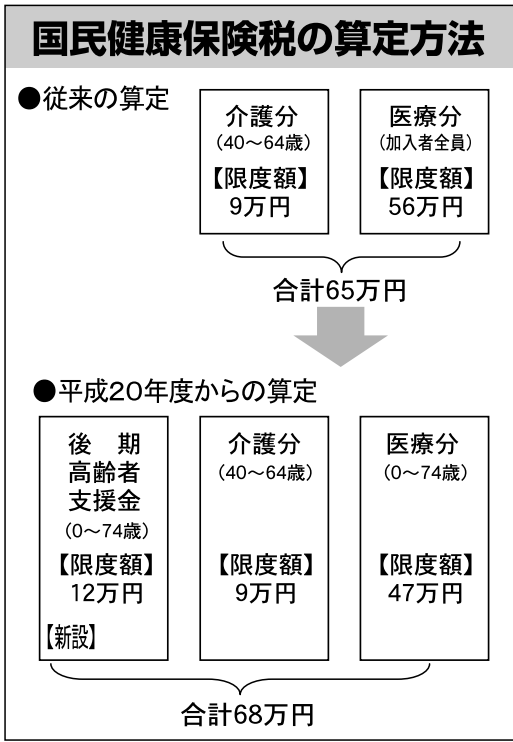 国民健康保険税の算定方法
●従来の算定
介護分
（40～64歳）
【限度額】
9万円
医療分
（加入者全員）
【限度額】
56万円
合計65万円
●平成20年度からの算定
後　期
高齢者
支援金
（0～74歳）
【限度額】
12万円
【新設】
介護分
（40～64歳）
【限度額】
9万円
医療分
（0～74歳）
【限度額】
47万円
合計68万円